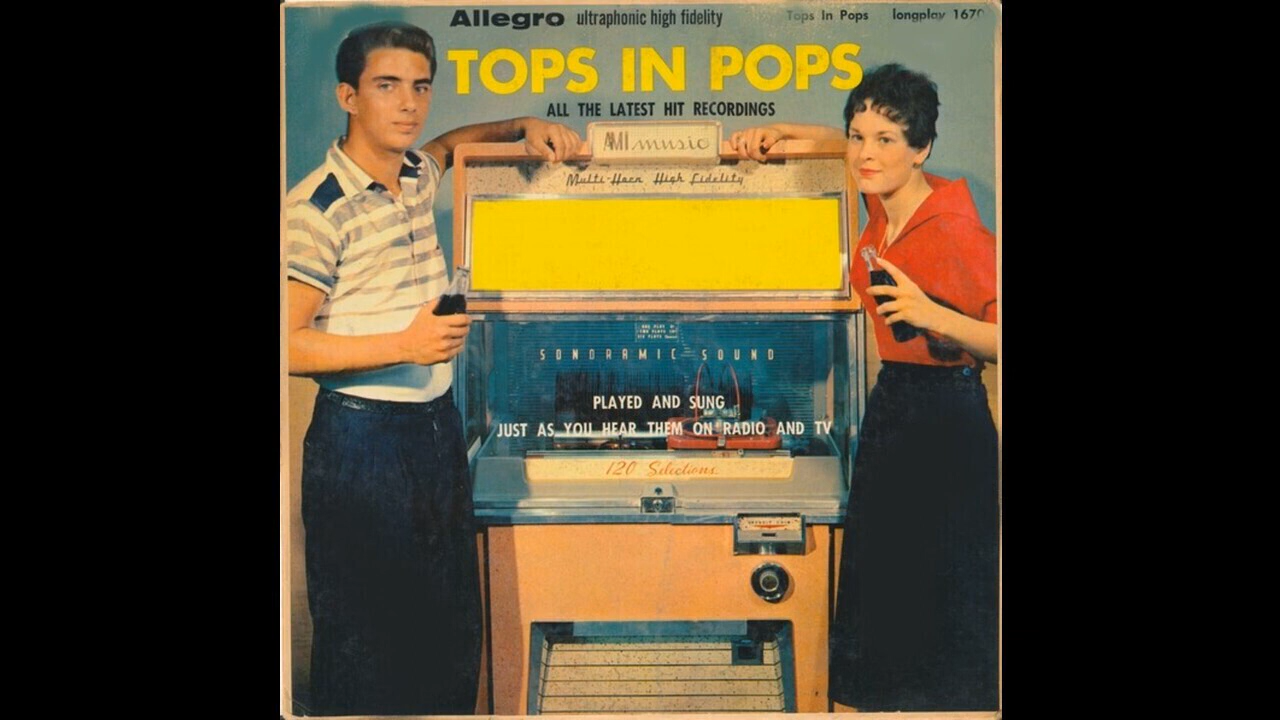 Allegro ultraphonic high fidelity Tops In Pops longplay 1670
TOPS IN POPS
ALL THE LATEST HIT RECORDINGS
AMI music
Multi-Horn High Fidelity
SONORAMIC SOUND
PLAYED AND SUNG
JUST AS YOU HEAR THEM ON RADIO AND TV
120 Selections